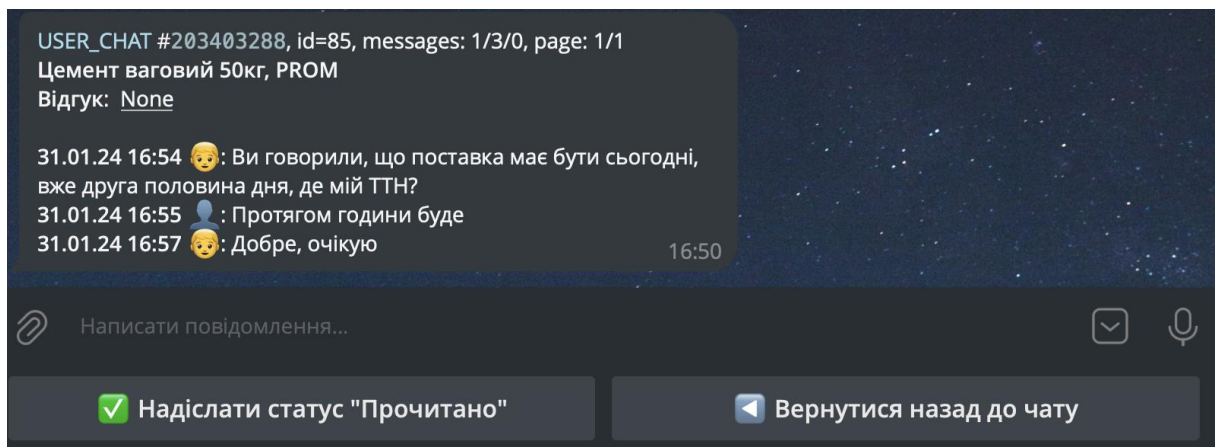 USER_CHAT #203403288, id=85, messages: 1/3/0, page: 1/1
Цемент ваговий 50кг, PROM
Відгук: None
31.01.24 16:54 👨: Ви говорили, що поставка має бути сьогодні,
вже друга половина дня, де мій ТТН?
31.01.24 16:55 👤: Протягом години буде
31.01.24 16:57 👨: Добре, очікую
16:50
Написати повідомлення...
✅ Надіслати статус "Прочитано"
◀️ Вернутися назад до чату